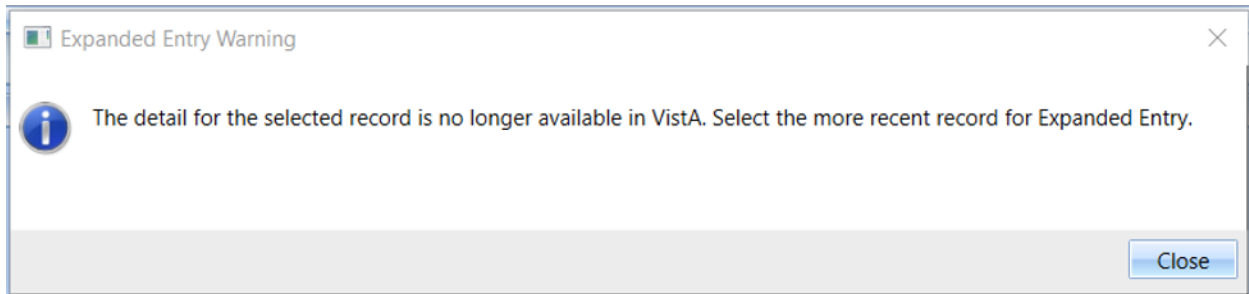 Expanded Entry Warning
The detail for the selected record is no longer available in VistA. Select the more recent record for Expanded Entry.
Close